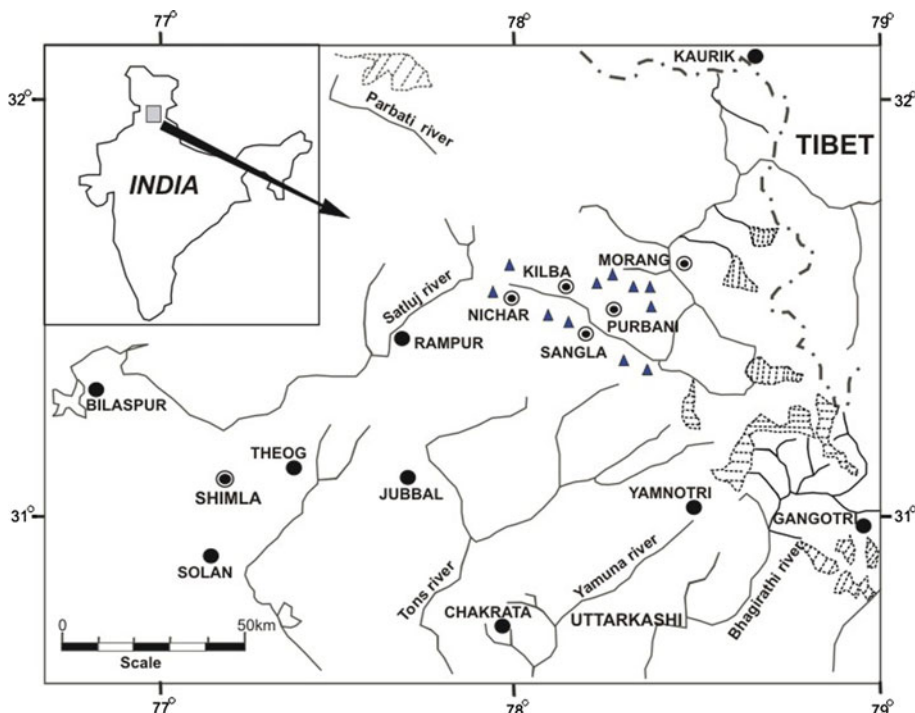 77°
78°
79°
32°
KAURIK
Parbati river
TIBET
INDIA
MORANG
KILBA
Satluj river
NICHAR
PURBANI
RAMPUR
SANGLA
BILASPUR
THEOG
SHIMLA
JUBBAL
YAMNOTRI
31°
31°
GANGOTRI
SOLAN
Tons river
Yamuna river
Bhagirathi river
CHAKRATA
UTTARKASHI
0
50km
Scale
77°
78°
79°
32°